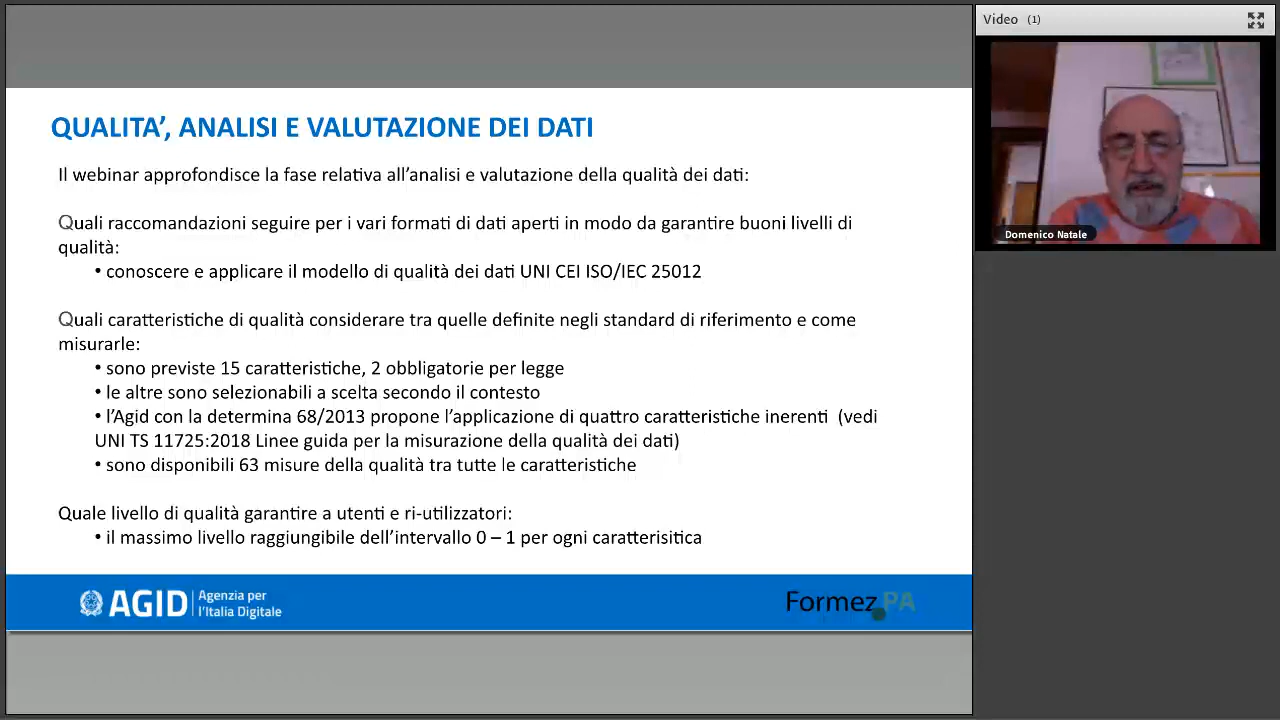 Video (1)
QUALITA’, ANALISI E VALUTAZIONE DEI DATI
Il webinar approfondisce la fase relativa all’analisi e valutazione della qualità dei dati:
Quali raccomandazioni seguire per i vari formati di dati aperti in modo da garantire buoni livelli di
qualità:
• conoscere e applicare il modello di qualità dei dati UNI CEI ISO/IEC 25012
Quali caratteristiche di qualità considerare tra quelle definite negli standard di riferimento e come
misurarle:
• sono previste 15 caratteristiche, 2 obbligatorie per legge
• le altre sono selezionabili a scelta secondo il contesto
• l’Agid con la determina 68/2013 propone l’applicazione di quattro caratteristiche inerenti (vedi
UNI TS 11725:2018 Linee guida per la misurazione della qualità dei dati)
• sono disponibili 63 misure della qualità tra tutte le caratteristiche
Quale livello di qualità garantire a utenti e ri-utilizzatori:
• il massimo livello raggiungibile dell’intervallo 0 – 1 per ogni caratterisitica
AGID Agenzia per
l’Italia Digitale
Formez PA
Domenico Natale